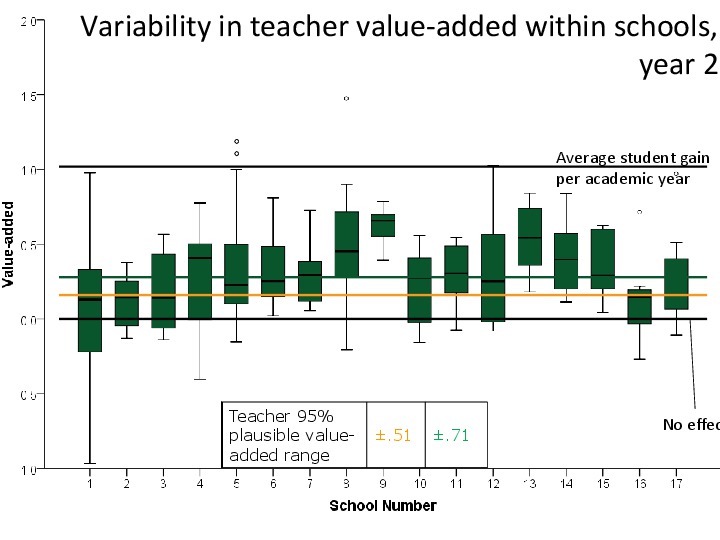 Variability in teacher value-added within schools,
year 2
2.0
1.5
Average student gain
per academic year
1.0
Value-added
0.5
0.0
0.5
No effec
Teacher 95%
plausible value-
added range
±.51
±.71
1.0
1 2 3 4 5 6 7 8 9 10 11 12 13 14 15 16 17
School Number